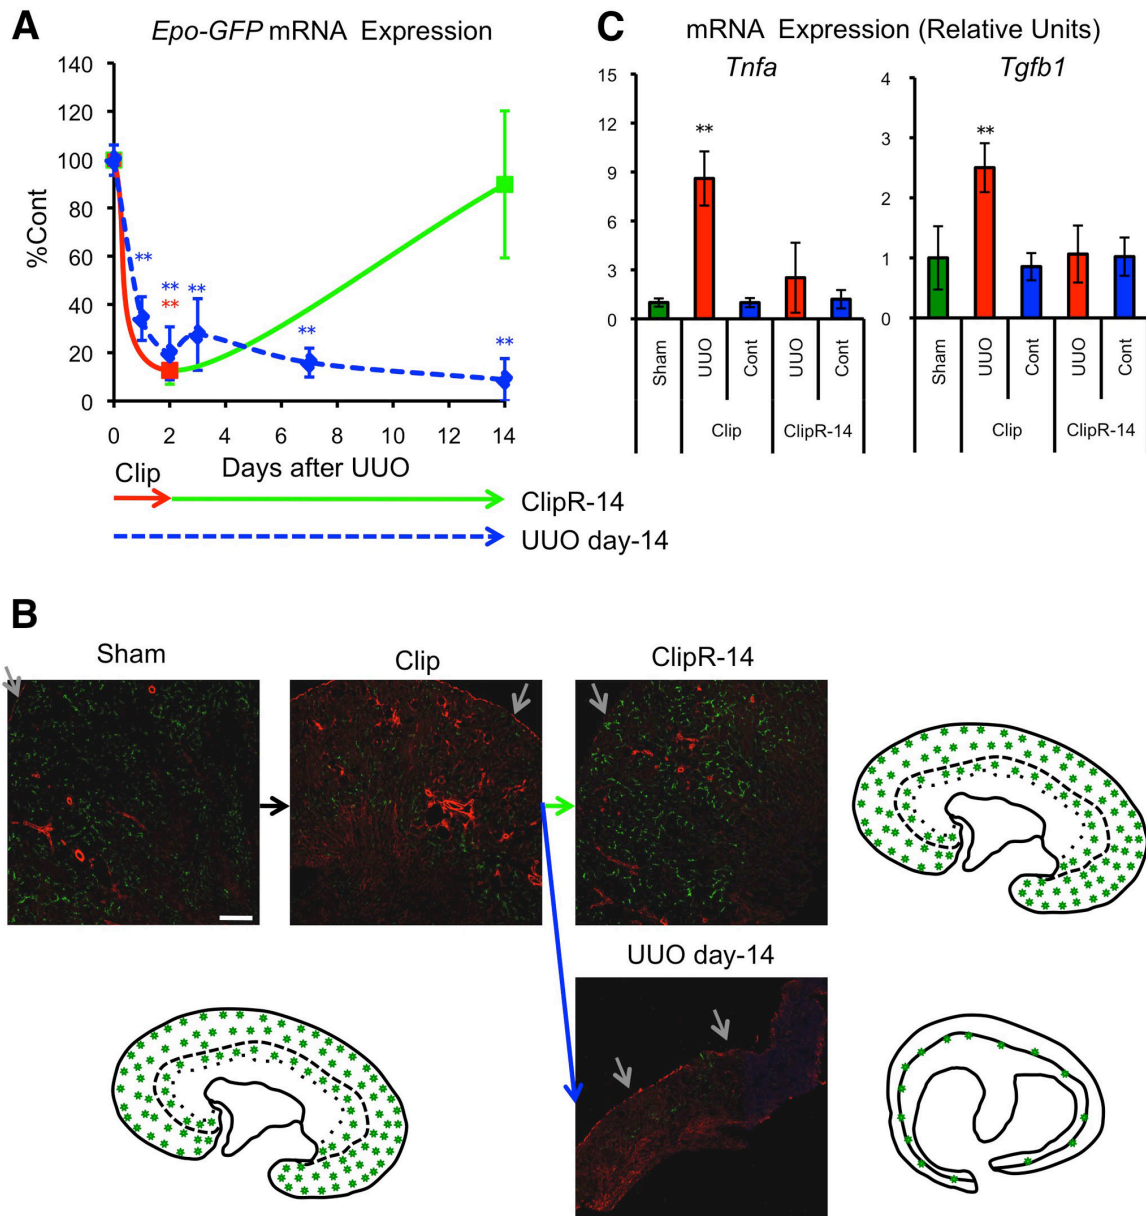 A
Epo-GFP mRNA Expression
%Cont
140
120
100
80
60
40
20
0
**
**
**
**
**
**
0 2 4 6 8 10 12 14
Days after UUO
Clip
ClipR-14
UUO day-14
C
mRNA Expression (Relative Units)
Tnfa
15
12
9
6
3
0
**
Sham UUO Cont UUO Cont
Clip ClipR-14
Tgfb1
4
3
2
1
0
**
Sham UUO Cont UUO Cont
Clip ClipR-14
B
Sham
Clip
ClipR-14
UUO day-14